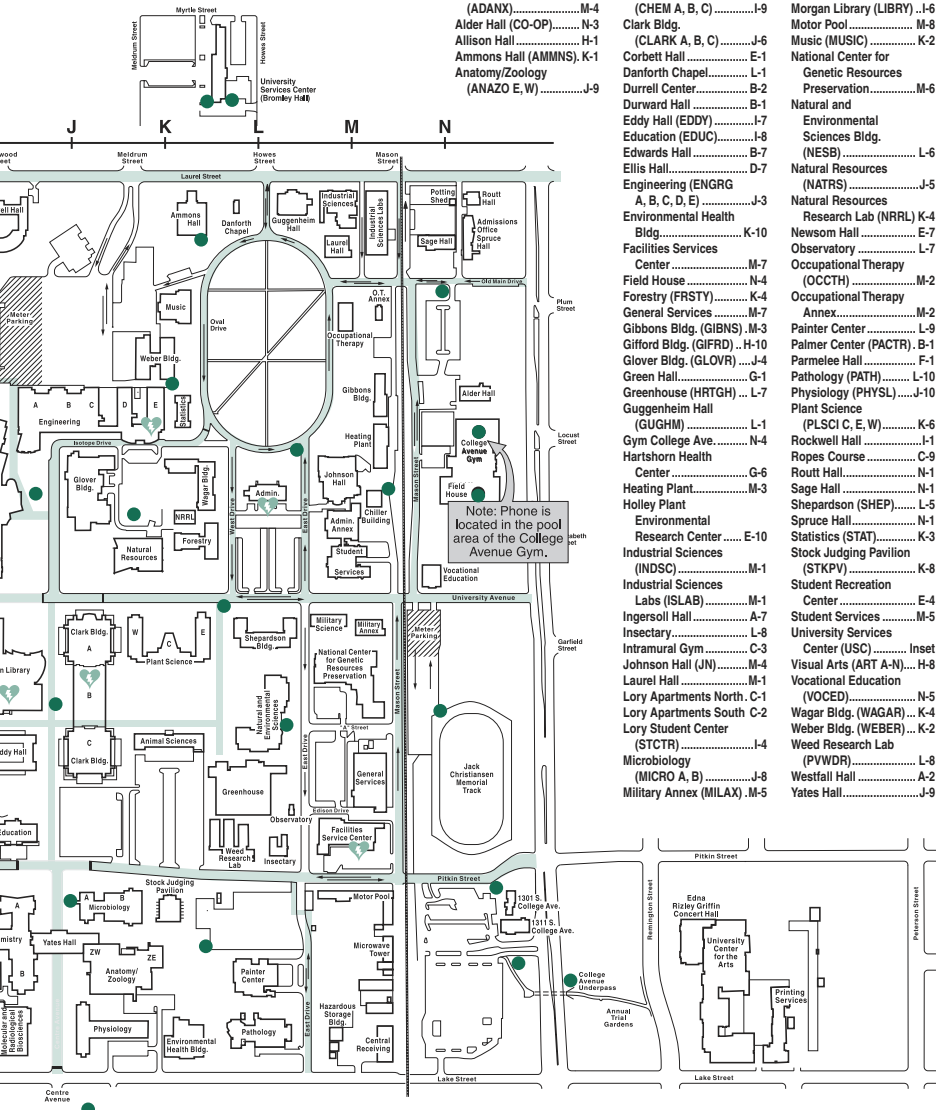 Myrtle Street
Meldrum Street
Howes Street
University
Services Center
(Bromley Hall)
(ADANX)..........................M-4
Alder Hall (CO-OP)..........N-3
Allison Hall......................H-1
Ammons Hall (AMMNS). K-1
Anatomy/Zoology
(ANAZO E, W)...............J-9
(CHEM A, B, C).............I-9
Clark Bldg.
(CLARK A, B, C)...........J-6
Corbett Hall...................E-1
Danforth Chapel............L-1
Durrell Center................B-2
Durward Hall.................B-1
Eddy Hall (EDDY)...........I-7
Education (EDUC)...........I-8
Edwards Hall.................B-7
Ellis Hall........................D-7
Engineering (ENGRG
A, B, C, D, E)................J-3
Environmental Health
Bldg...........................K-10
Facilities Services
Center........................M-7
Field House....................N-4
Forestry (FRSTY)............K-4
General Services............M-7
Gibbons Bldg. (GIBNS) .M-3
Gifford Bldg. (GIFRD) .. H-10
Glover Bldg. (GLOVR) ....J-4
Green Hall......................G-1
Greenhouse (HRTGH) ... L-7
Guggenheim Hall
(GUGHM).....................L-1
Gym College Ave............N-4
Hartshorn Health
Center........................G-6
Heating Plant..................M-3
Holley Plant
Environmental
Research Center...... E-10
Industrial Sciences
(INDSC)......................M-1
Industrial Sciences
Labs (ISLAB)..............M-1
Ingersoll Hall.................A-7
Insectary.........................L-8
Intramural Gym..............C-3
Johnson Hall (JN)..........M-4
Laurel Hall.....................M-1
Lory Apartments North . C-1
Lory Apartments South C-2
Lory Student Center
(STCTR)......................I-4
Microbiology
(MICRO A, B)...............J-8
Military Annex (MILAX) .M-5
Morgan Library (LIBRY) ..I-6
Motor Pool.....................M-8
Music (MUSIC)...............K-2
National Center for
Genetic Resources
Preservation...............M-6
Natural and
Environmental
Sciences Bldg.
(NESB)........................L-6
Natural Resources
(NATRS)......................J-5
Natural Resources
Research Lab (NRRL) K-4
Newsom Hall.................E-7
Observatory...................L-7
Occupational Therapy
(OCCTH)....................M-2
Occupational Therapy
Annex.........................M-2
Painter Center................L-9
Palmer Center (PACTR) . B-1
Parmelee Hall.................F-1
Pathology (PATH).......... L-10
Physiology (PHYSL).....J-10
Plant Science
(PLSCI C, E, W)...........K-6
Rockwell Hall..................I-1
Ropes Course................C-9
Routt Hall......................N-1
Sage Hall......................N-1
Shepardson (SHEP).......L-5
Spruce Hall....................N-1
Statistics (STAT).............K-3
Stock Judging Pavilion
(STKPV)......................K-8
Student Recreation
Center........................E-4
Student Services............M-5
University Services
Center (USC)........... Inset
Visual Arts (ART A-N).... H-8
Vocational Education
(VOCED).....................N-5
Wagar Bldg. (WAGAR) ... K-4
Weber Bldg. (WEBER) ... K-2
Weed Research Lab
(PVWDR)....................L-8
Westfall Hall..................A-2
Yates Hall......................J-9
J K L M N
Meldrum
Street
Howes
Street
Mason
Street
Laurel Street
Ammons
Hall
Danforth
Chapel
Guggenheim
Hall
Industrial
Sciences
Industrial
Sciences Labs
Laurel
Hall
Potting
Shed
Routt
Hall
Sage Hall
Admissions
Office
Spruce
Hall
Old Main Drive
Plum
Street
Meter
Parking
Music
Oval
Drive
O.T.
Annex
Occupational
Therapy
Weber Bldg.
Gibbons
Bldg.
Alder Hall
A B C D E
Engineering
Statistics
Heating
Plant
Locust
Street
College
Avenue
Gym
Isotope Drive
Glover
Bldg.
Wagar Bldg.
NRRL
Forestry
Natural
Resources
West Drive
East Drive
Admin.
Johnson
Hall
Chiller
Building
Admin.
Annex
Student
Services
Mason Street
Field
House
Note: Phone is
located in the pool
area of the College
Avenue Gym.
Vocational
Education
University Avenue
Clark Bldg.
A
B
C
Clark Bldg.
W
C
E
Plant Science
Shepardson
Bldg.
Military
Science
Military
Annex
Meter
Parking
Garfield
Street
National Center
for Genetic
Resources
Preservation
Mason Street
Natural and
Environmental
Sciences
"A" Street
Animal Sciences
East Drive
General
Services
Jack
Christiansen
Memorial
Track
Greenhouse
Observatory
Edison Drive
Facilities
Service Center
Weed
Research
Lab
Insectary
Pitkin Street
Pitkin Street
Stock Judging
Pavilion
A B
Microbiology
Motor Pool
1301 S.
College Ave.
1311 S.
College Ave.
A
Yates Hall
B
ZW
ZE
Anatomy/
Zoology
Painter
Center
Microwave
Tower
College
Avenue
Underpass
Annual
Trial
Gardens
Remington Street
Peterson Street
Edna
Rizley Griffin
Concert Hall
University
Center
for the
Arts
Printing
Services
Molecular and
Radiological
Biosciences
Physiology
Environmental
Health Bldg.
Pathology
East Drive
Hazardous
Storage
Bldg.
Central
Receiving
Lake Street
Lake Street
Centre
Avenue